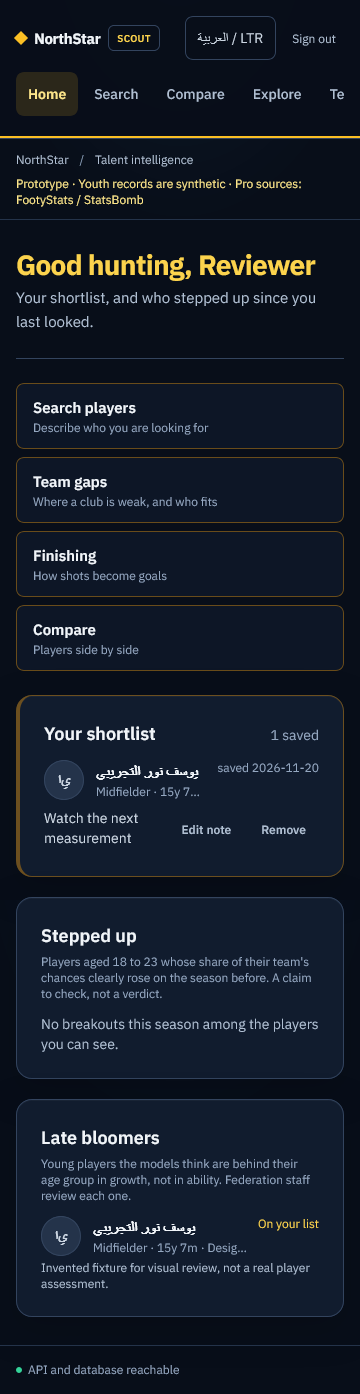 NorthStar SCOUT العربية / LTR Sign out
Home Search Compare Explore Te
NorthStar / Talent intelligence
Prototype · Youth records are synthetic · Pro sources:
FootyStats / StatsBomb
Good hunting, Reviewer
Your shortlist, and who stepped up since you
last looked.
Search players
Describe who you are looking for
Team gaps
Where a club is weak, and who fits
Finishing
How shots become goals
Compare
Players side by side
Your shortlist 1 saved
يا يوسف نور التجريبي saved 2026-11-20
Midfielder · 15y 7...
Watch the next
measurement Edit note Remove
Stepped up
Players aged 18 to 23 whose share of their team's
chances clearly rose on the season before. A claim
to check, not a verdict.
No breakouts this season among the players
you can see.
Late bloomers
Young players the models think are behind their
age group in growth, not in ability. Federation staff
review each one.
يا يوسف نور التجريبي On your list
Midfielder · 15y 7m · Desig...
Invented fixture for visual review, not a real player
assessment.
API and database reachable